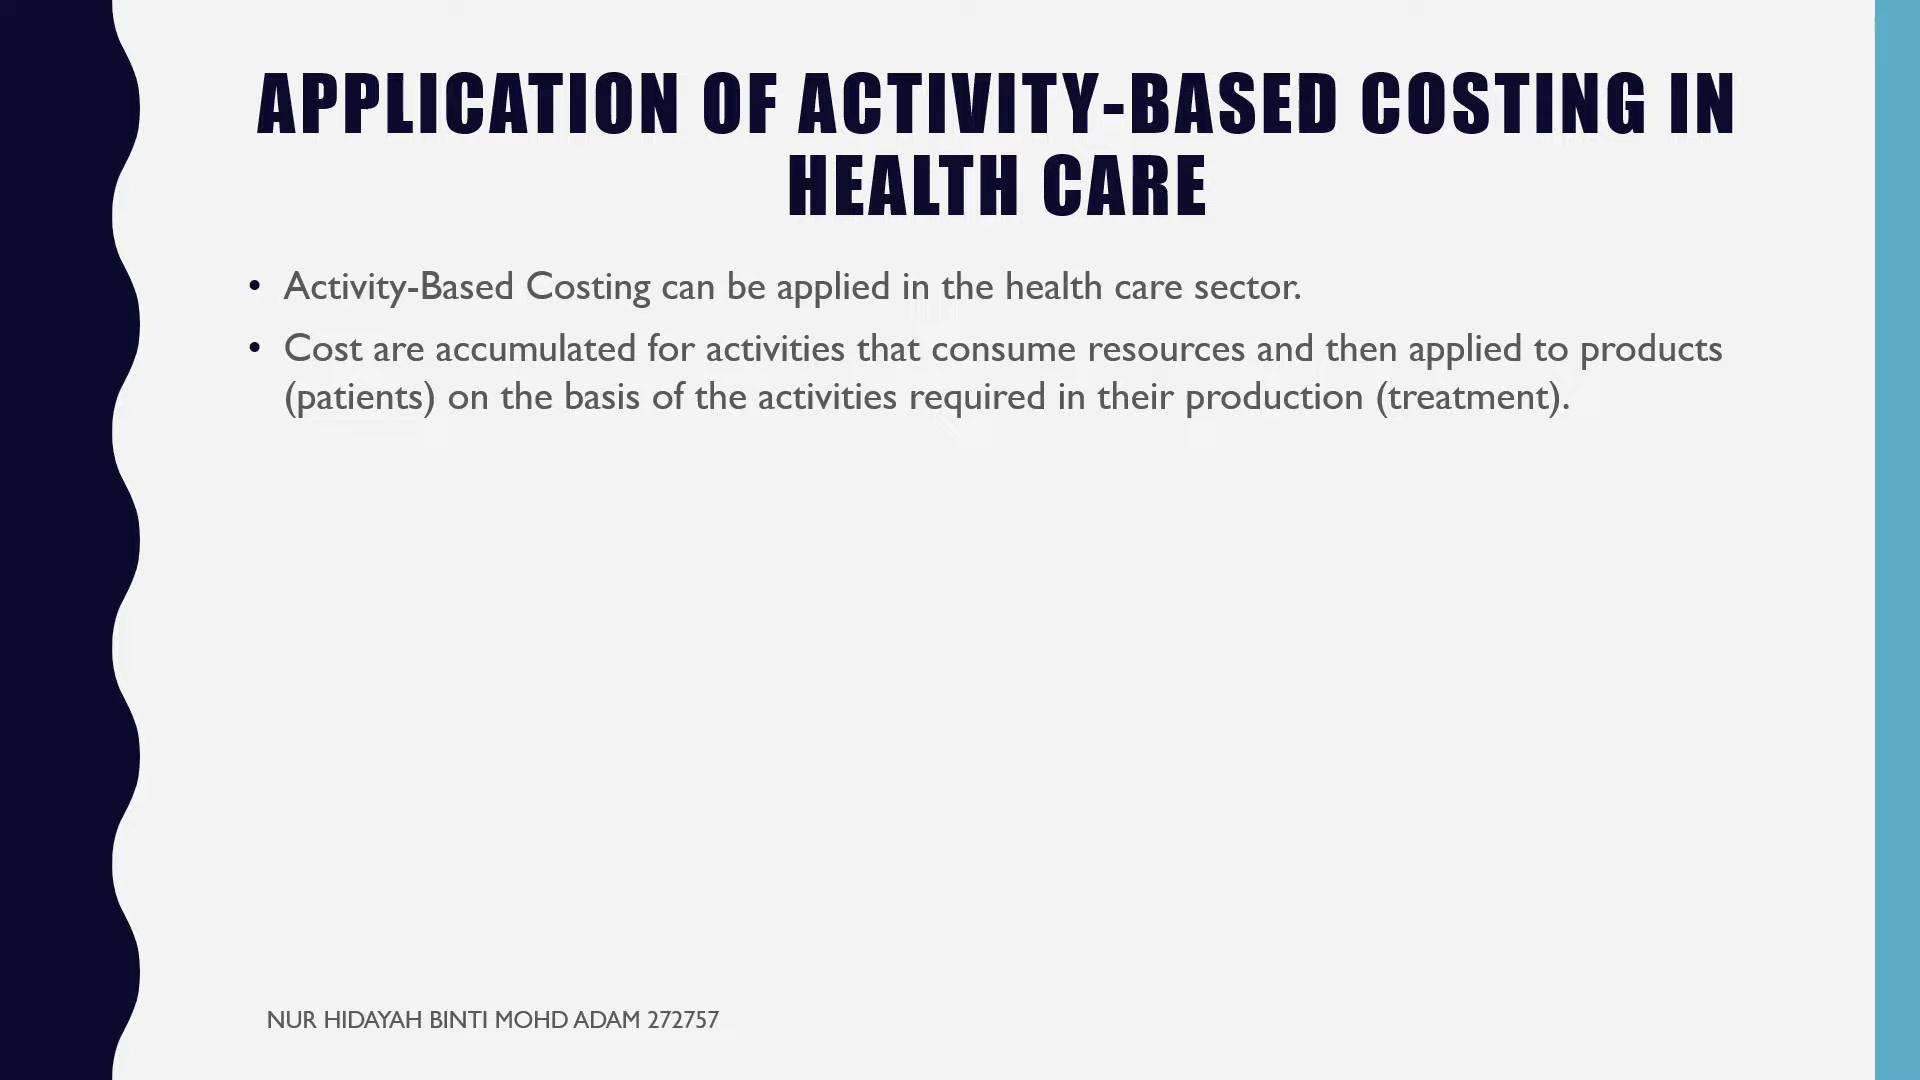 APPLICATION OF ACTIVITY-BASED COSTING IN
HEALTH CARE
• Activity-Based Costing can be applied in the health care sector.
• Cost are accumulated for activities that consume resources and then applied to products
(patients) on the basis of the activities required in their production (treatment).
NUR HIDAYAH BINTI MOHD ADAM 272757